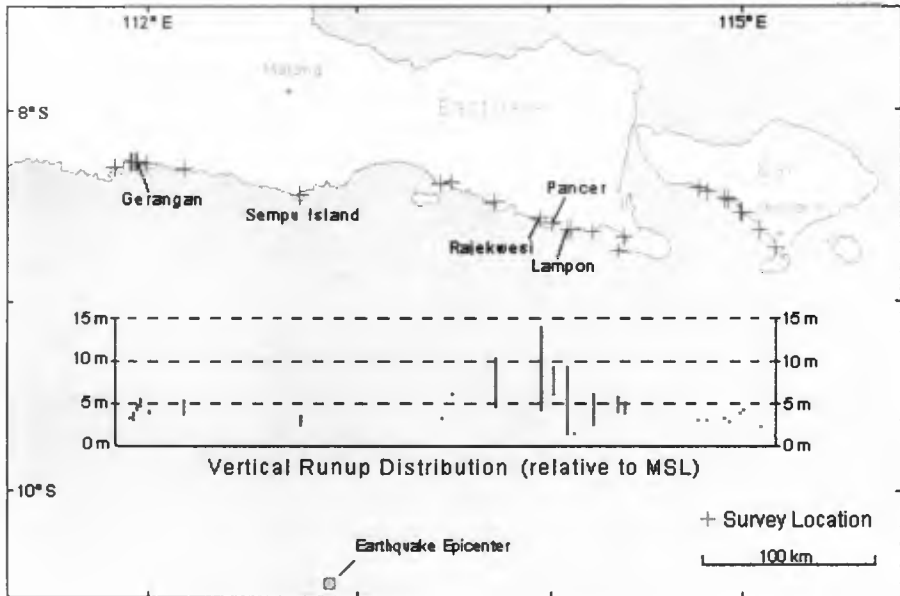 112° E
115°E
Malang
8°S
Gerangan
Sempu Island
Pancer
Rajekwesi
Lampon
15 m
15 m
10 m
10 m
5 m
5 m
0 m
0 m
Vertical Runup Distribution (relative to MSL)
10°S
Survey Location
Earthquake Epicenter
100 km